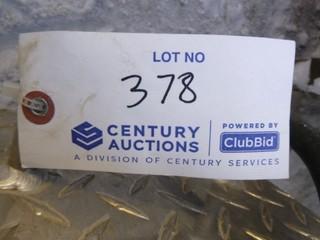 LOT NO
378
CENTURY AUCTIONS
POWERED BY
ClubBid
A DIVISION OF CENTURY SERVICES